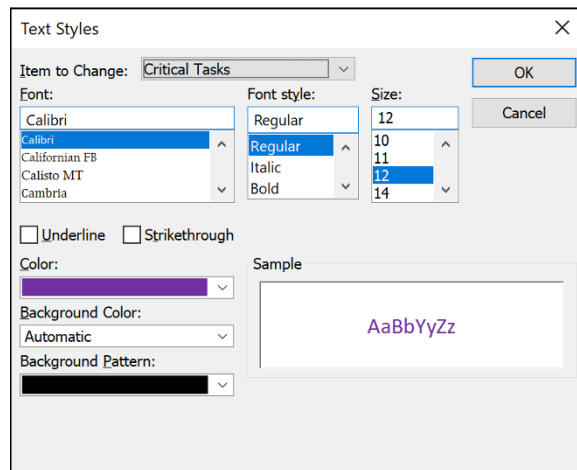 Text Styles
Item to Change: Critical Tasks
OK
Font: Font style: Size:
Calibri Regular 12
Cancel
Calibri Regular 10
Californian FB Italic 11
Calisto MT Bold 12
Cambria 14
Underline Strikethrough
Color: Sample
Background Color: AaBbYyZz
Automatic
Background Pattern: